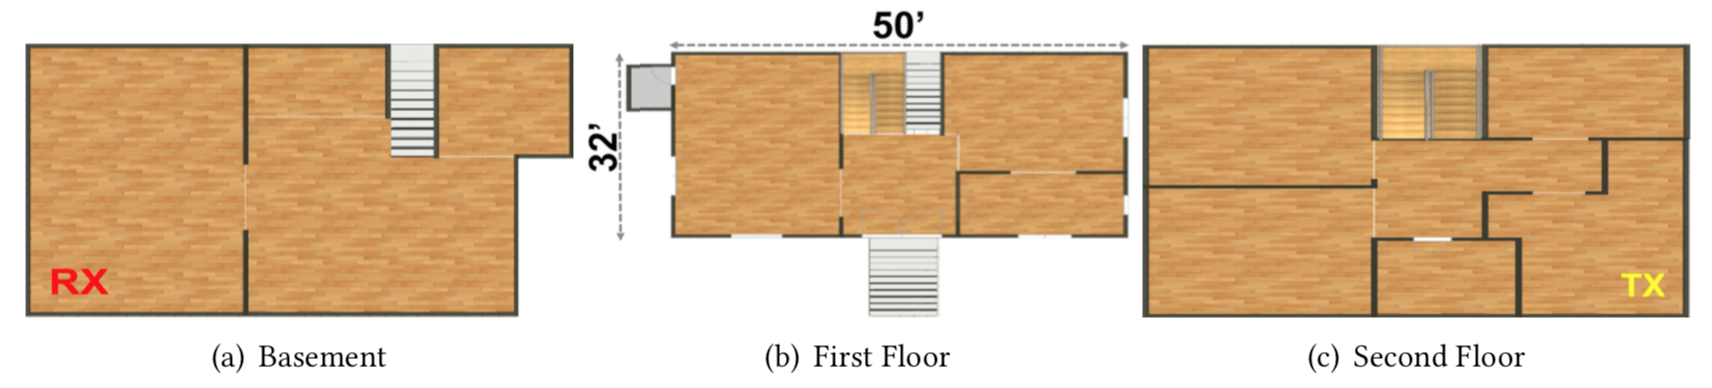 50’
32’
RX
TX
(a) Basement
(b) First Floor
(c) Second Floor